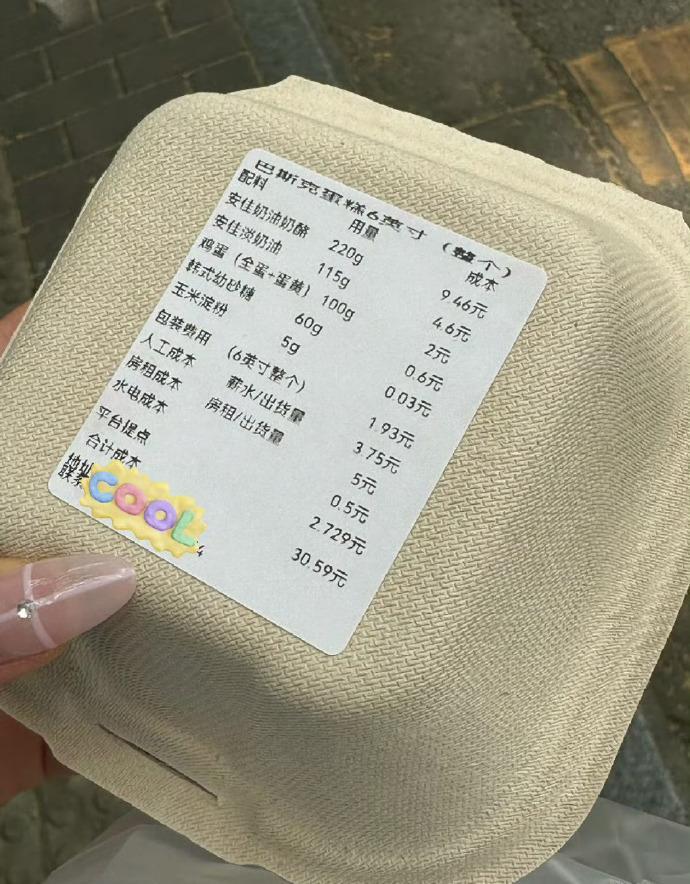 巴斯克蛋糕6英寸（整个）
配料 用量 成本
安佳奶油奶酪 220g 9.46元
安佳淡奶油 115g 4.6元
鸡蛋（全蛋+蛋黄） 100g 2元
韩式幼砂糖 60g 0.6元
玉米淀粉 5g 0.03元
包装费用 （6英寸整个） 1.93元
人工成本 薪水/出货量 3.75元
房租成本 房租/出货量 5元
水电成本 0.5元
平台提点 2.729元
合计成本 30.59元
地址
联系
COOL